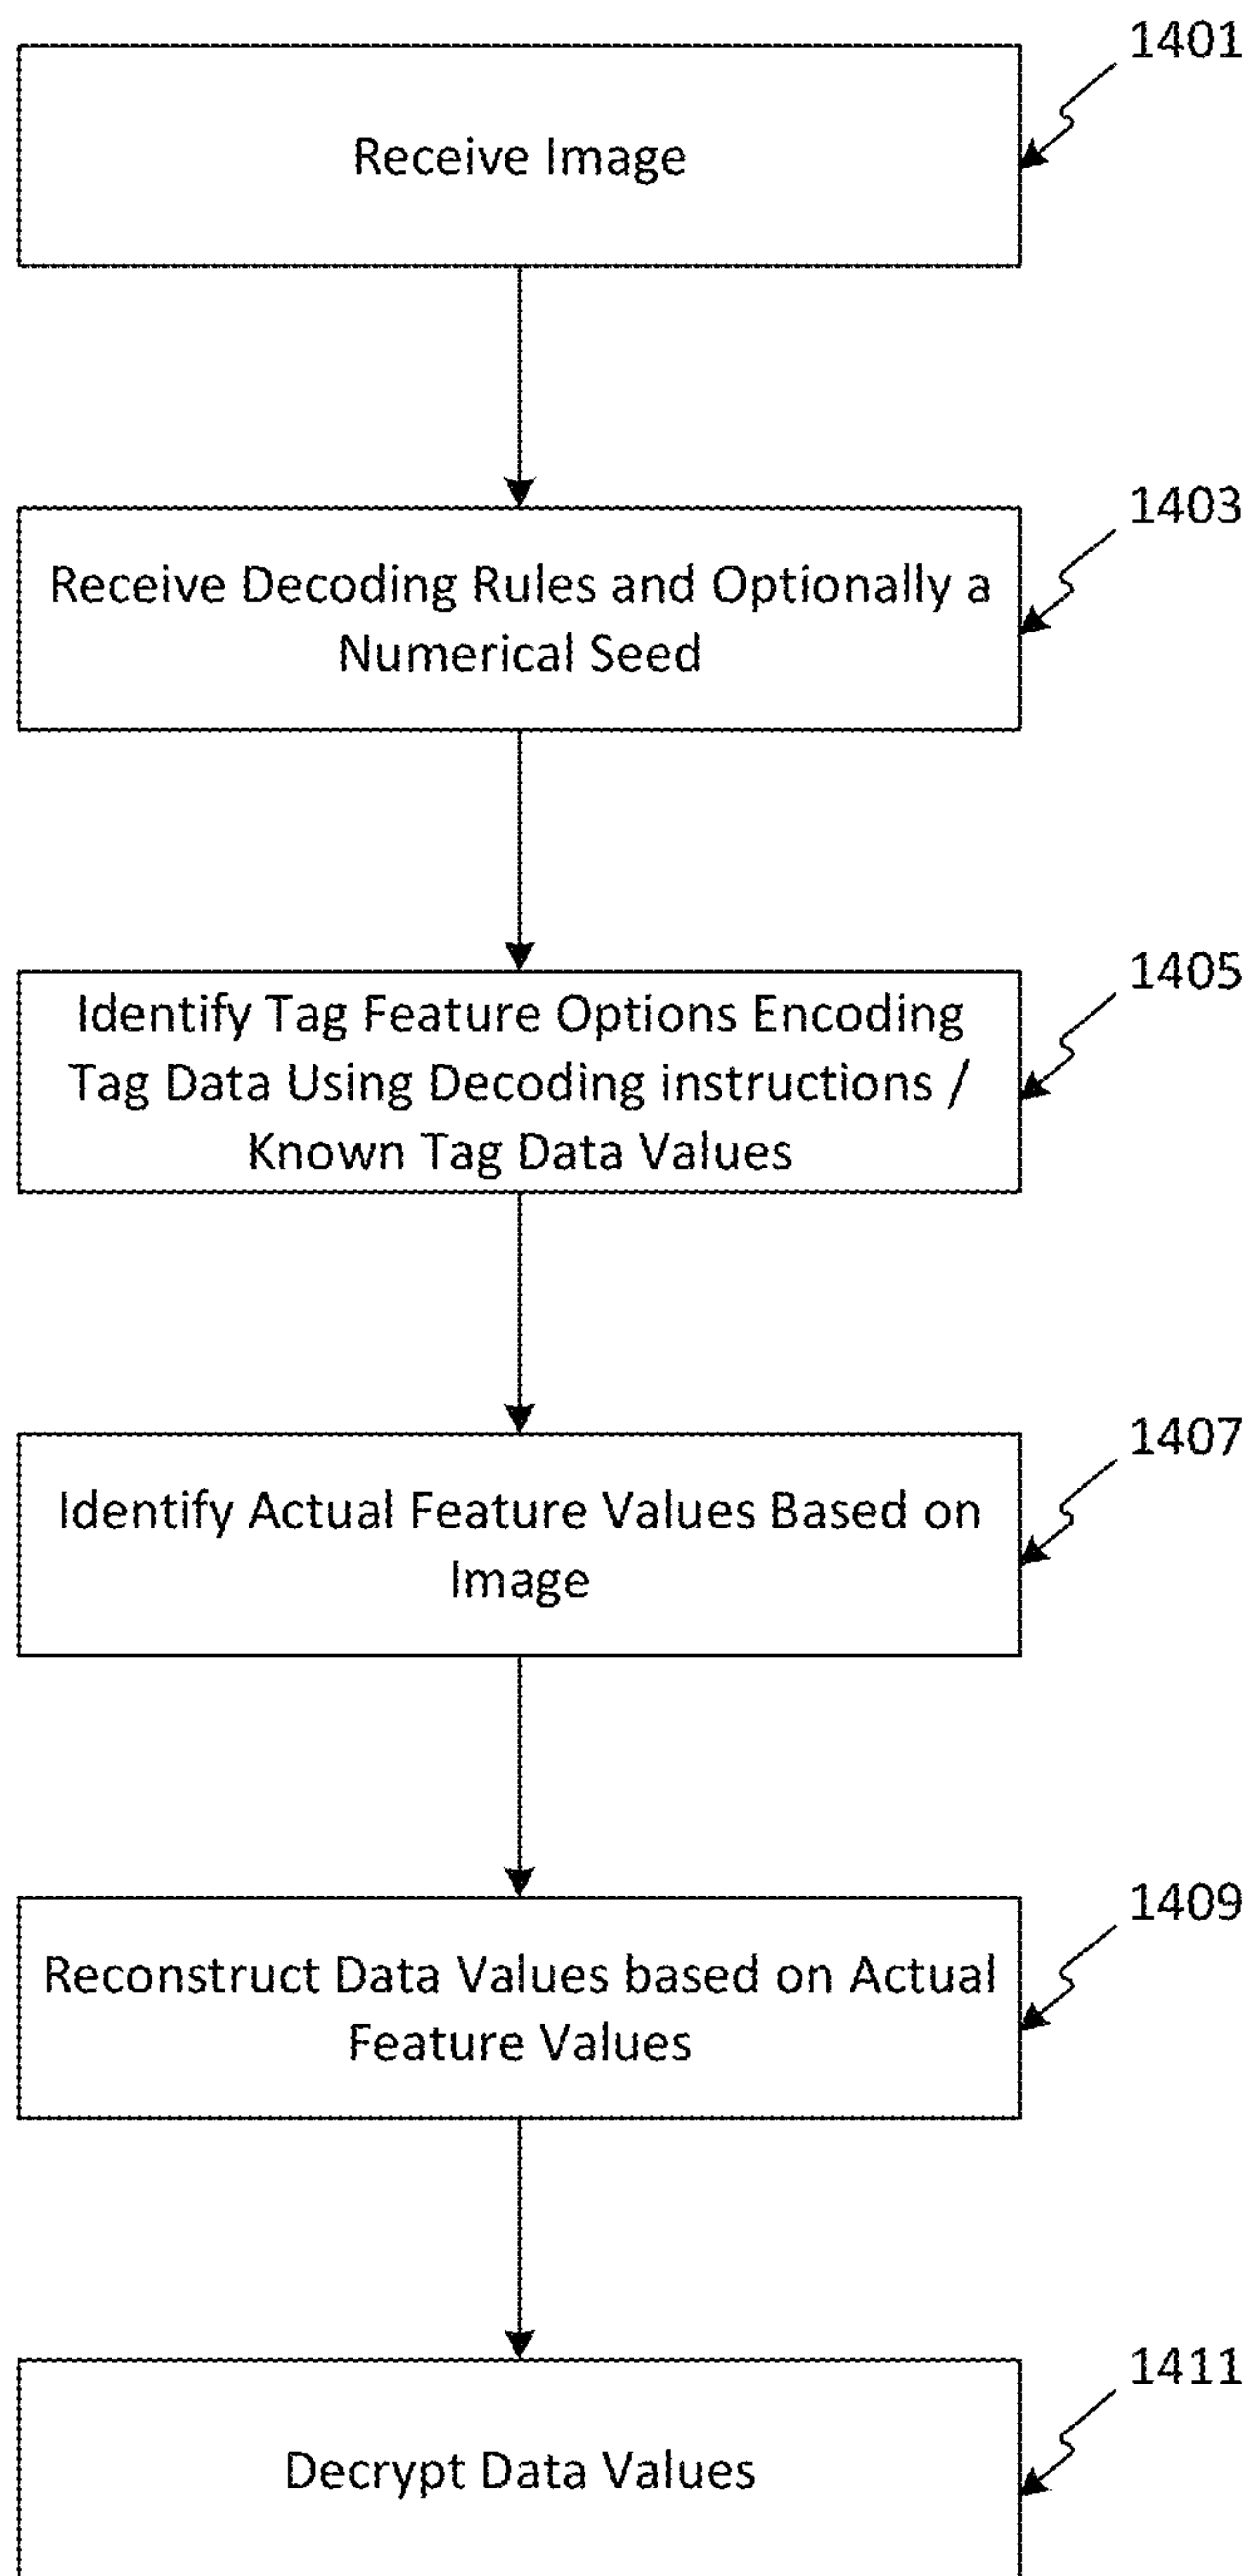 1401
Receive Image
1403
Receive Decoding Rules and Optionally a
Numerical Seed
1405
Identify Tag Feature Options Encoding
Tag Data Using Decoding instructions /
Known Tag Data Values
1407
Identify Actual Feature Values Based on
Image
1409
Reconstruct Data Values based on Actual
Feature Values
1411
Decrypt Data Values